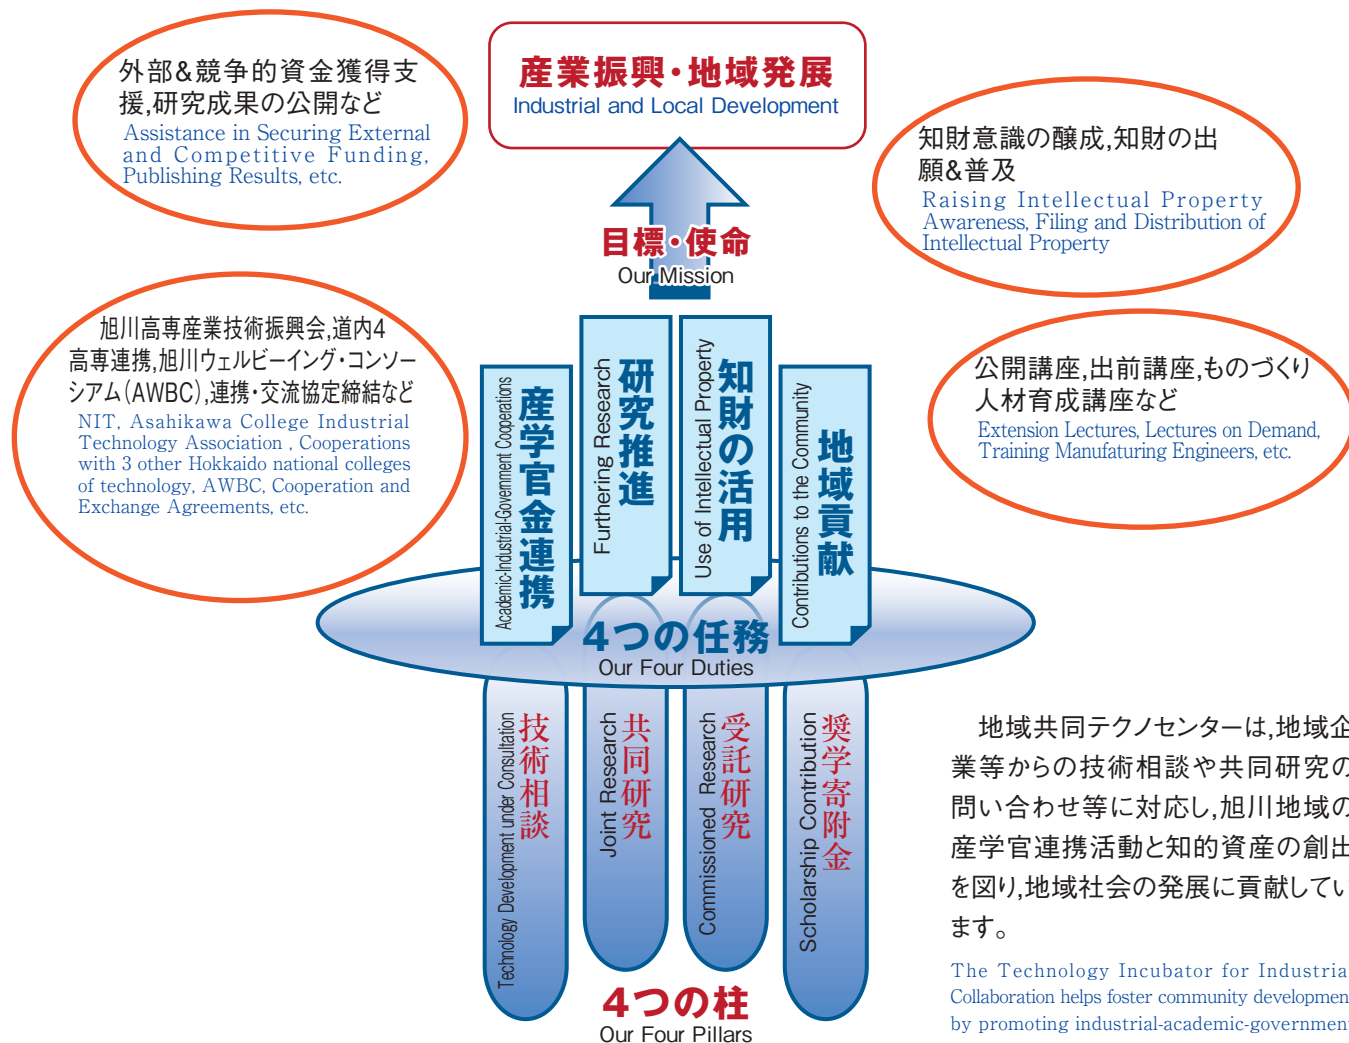 産業振興・地域発展
Industrial and Local Development
目標・使命
Our Mission
外部&競争的資金獲得支
援,研究成果の公開など
Assistance in Securing External
and Competitive Funding,
Publishing Results, etc.
知財意識の醸成,知財の出
願&普及
Raising Intellectual Property
Awareness, Filing and Distribution of
Intellectual Property
旭川高専産業技術振興会,道内4
高専連携,旭川ウェルビーイング・コンソー
シアム(AWBC),連携・交流協定締結など
NIT, Asahikawa College Industrial
Technology Association , Cooperations
with 3 other Hokkaido national colleges
of technology, AWBC, Cooperation and
Exchange Agreements, etc.
公開講座,出前講座,ものづくり
人材育成講座など
Extension Lectures, Lectures on Demand,
Training Manufaturing Engineers, etc.
産学官金連携
Academic-Industrial-Government Cooperations
研究推進
Furthering Research
知財の活用
Use of Intellectual Property
地域貢献
Contributions to the Community
4つの任務
Our Four Duties
技術相談
Technology Development under Consultation
共同研究
Joint Research
受託研究
Commissioned Research
奨学寄附金
Scholarship Contribution
4つの柱
Our Four Pillars
地域共同テクノセンターは,地域企
業等からの技術相談や共同研究の
問い合わせ等に対応し,旭川地域の
産学官連携活動と知的資産の創出
を図り,地域社会の発展に貢献してい
ます。
The Technology Incubator for Industria
Collaboration helps foster community developmen
by promoting industrial-academic-government